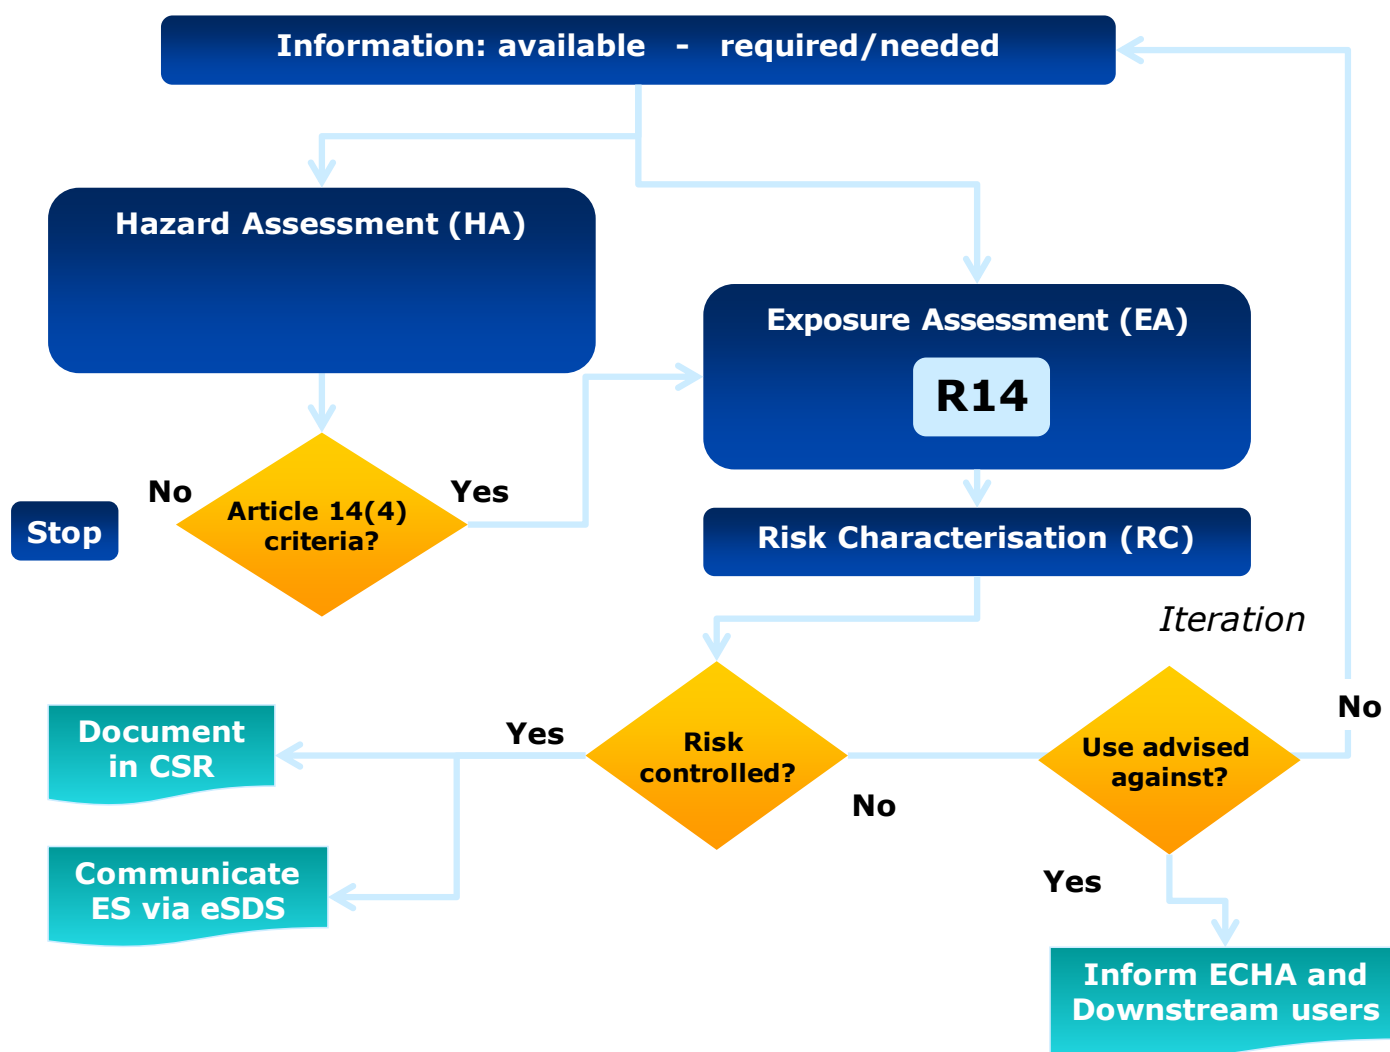 Information: available - required/needed
Hazard Assessment (HA)
Exposure Assessment (EA)
R14
No
Yes
Article 14(4)
criteria?
Stop
Risk Characterisation (RC)
Iteration
No
Document
in CSR
Yes
Risk
controlled?
No
Use advised
against?
Communicate
ES via eSDS
Yes
Inform ECHA and
Downstream users